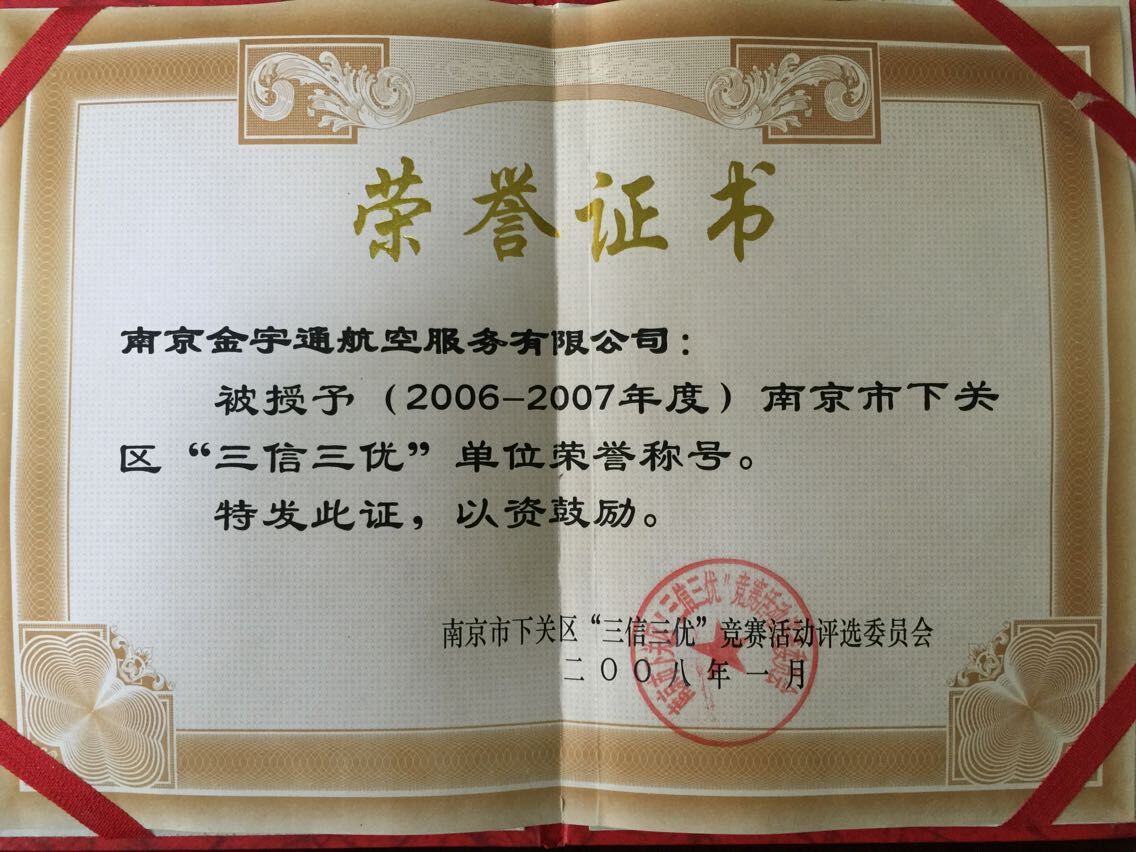 荣誉证书
南京金宇通航空服务有限公司：
被授予（2006-2007年度）南京市下关
区“三信三优”单位荣誉称号。
特发此证，以资鼓励。
南京市下关区“三信三优”竞赛活动评选委员会
二〇〇八年一月